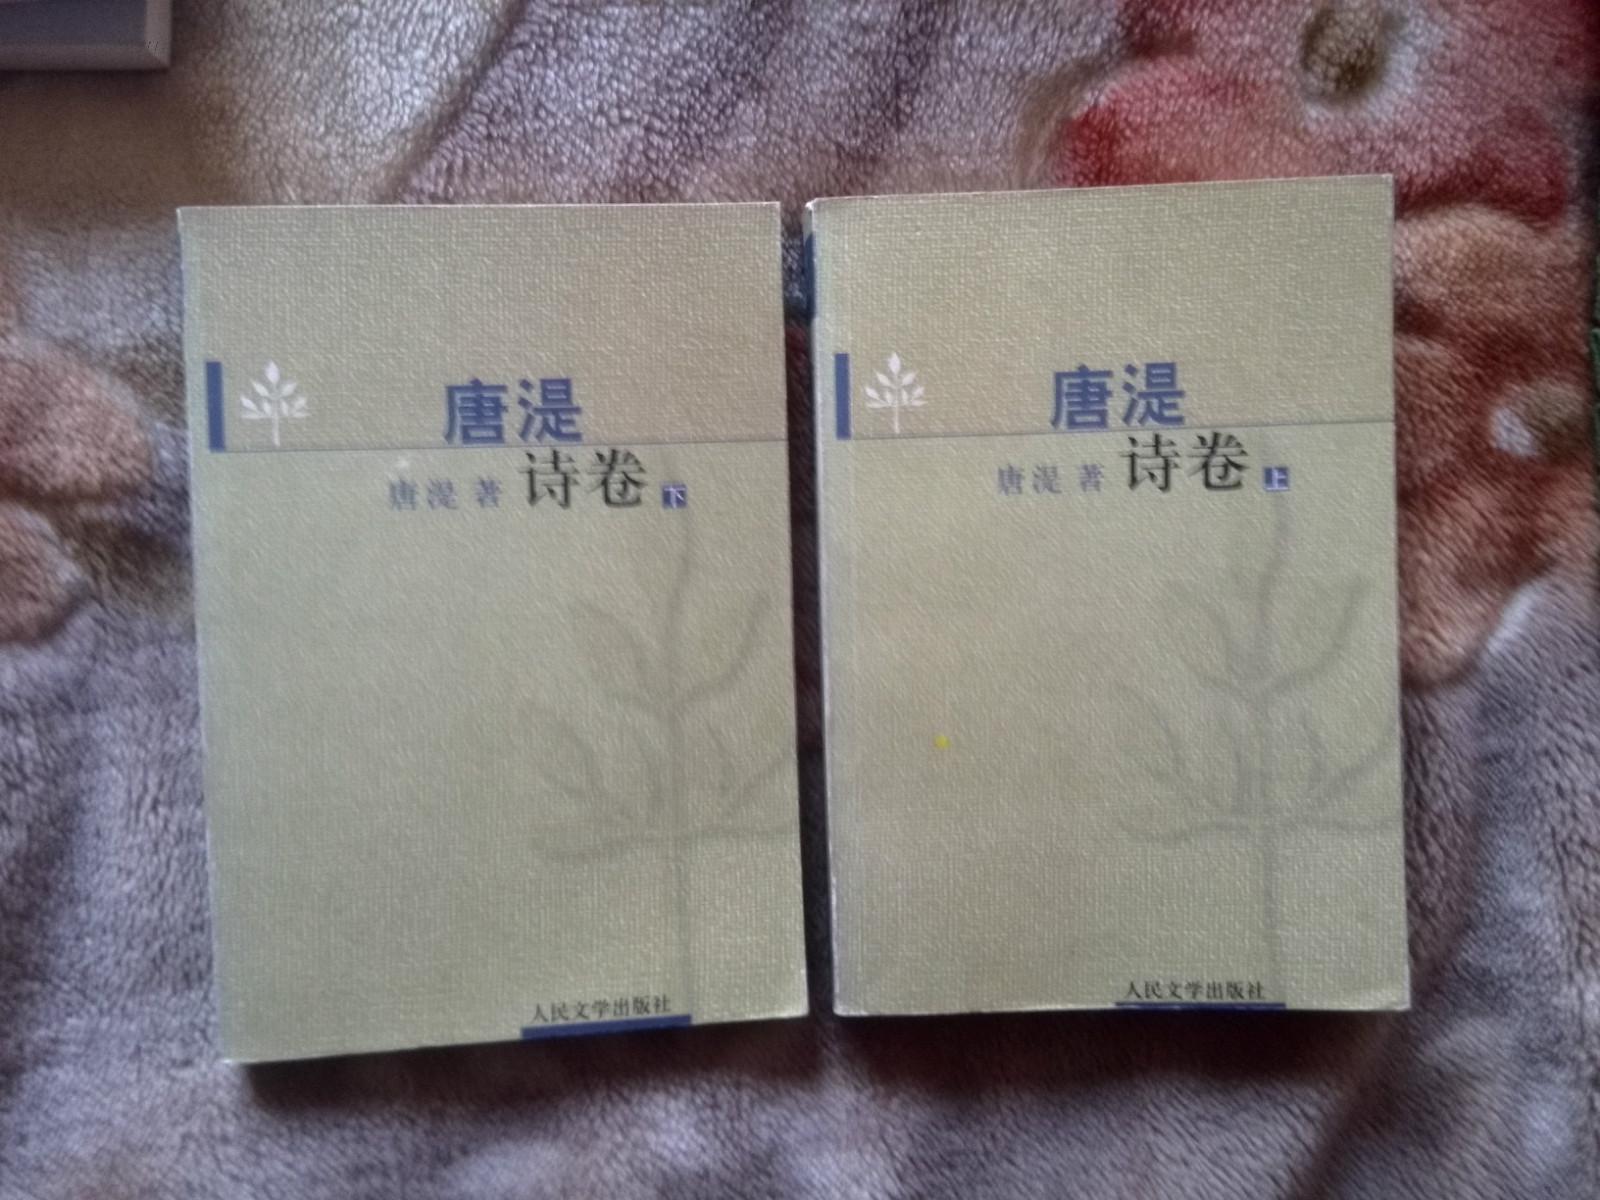 唐湜
唐湜 著 诗卷 下
人民文学出版社
唐湜
唐湜 著 诗卷 上
人民文学出版社